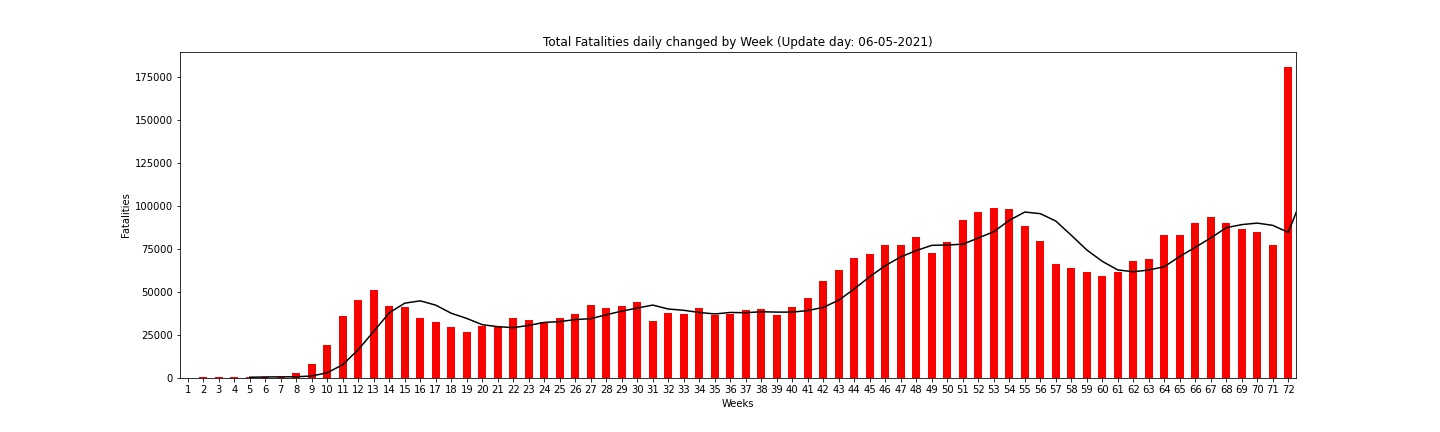 Total Fatalities daily changed by Week (Update day: 06-05-2021)
175000
150000
125000
100000
75000
50000
25000
0
Fatalities
1 2 3 4 5 6 7 8 9 10 11 12 13 14 15 16 17 18 19 20 21 22 23 24 25 26 27 28 29 30 31 32 33 34 35 36 37 38 39 40 41 42 43 44 45 46 47 48 49 50 51 52 53 54 55 56 57 58 59 60 61 62 63 64 65 66 67 68 69 70 71 72
Weeks